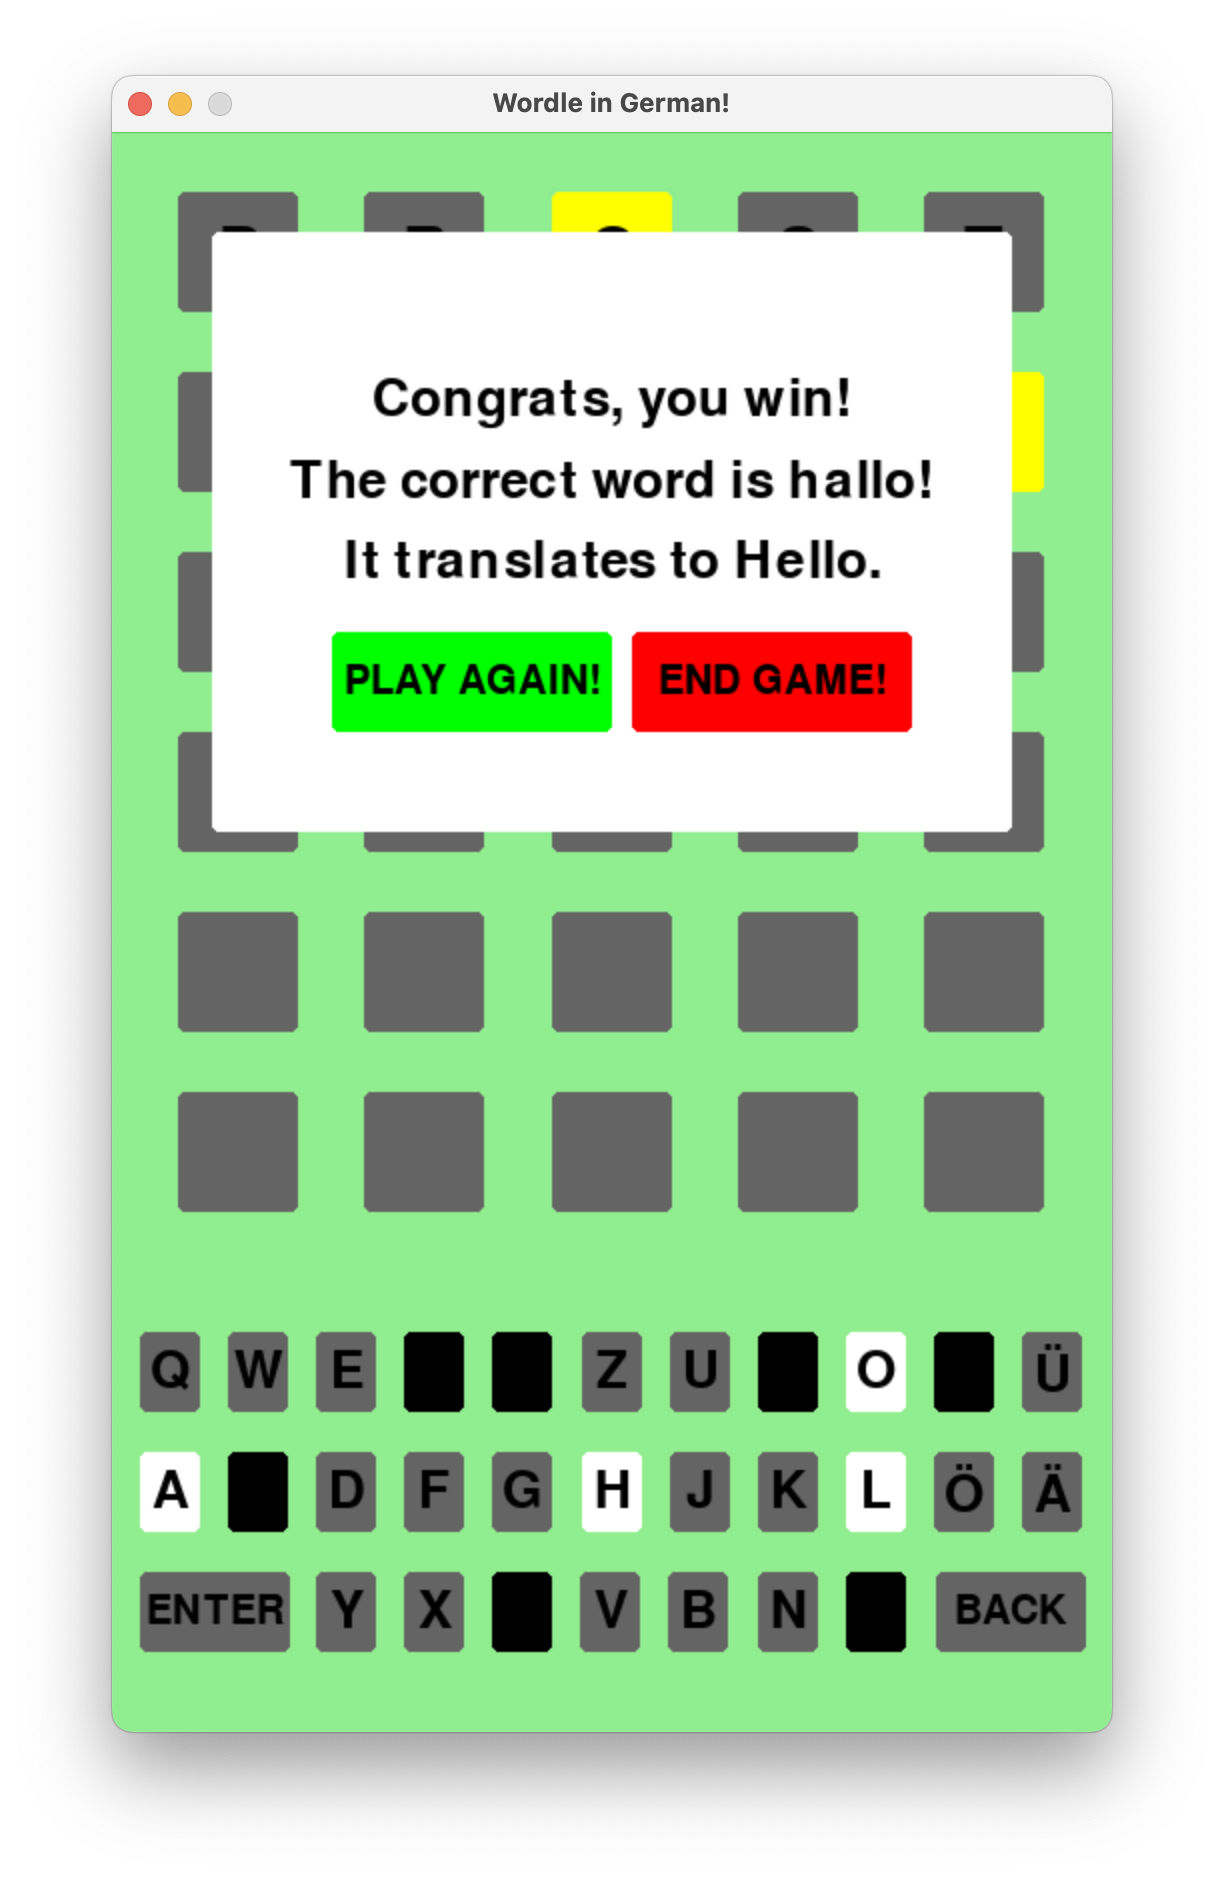 Wordle in German!
Congrats, you win!
The correct word is hallo!
It translates to Hello.
PLAY AGAIN! END GAME!
Q W E Z U O Ü
A D F G H J K L Ö Ä
ENTER Y X V B N BACK